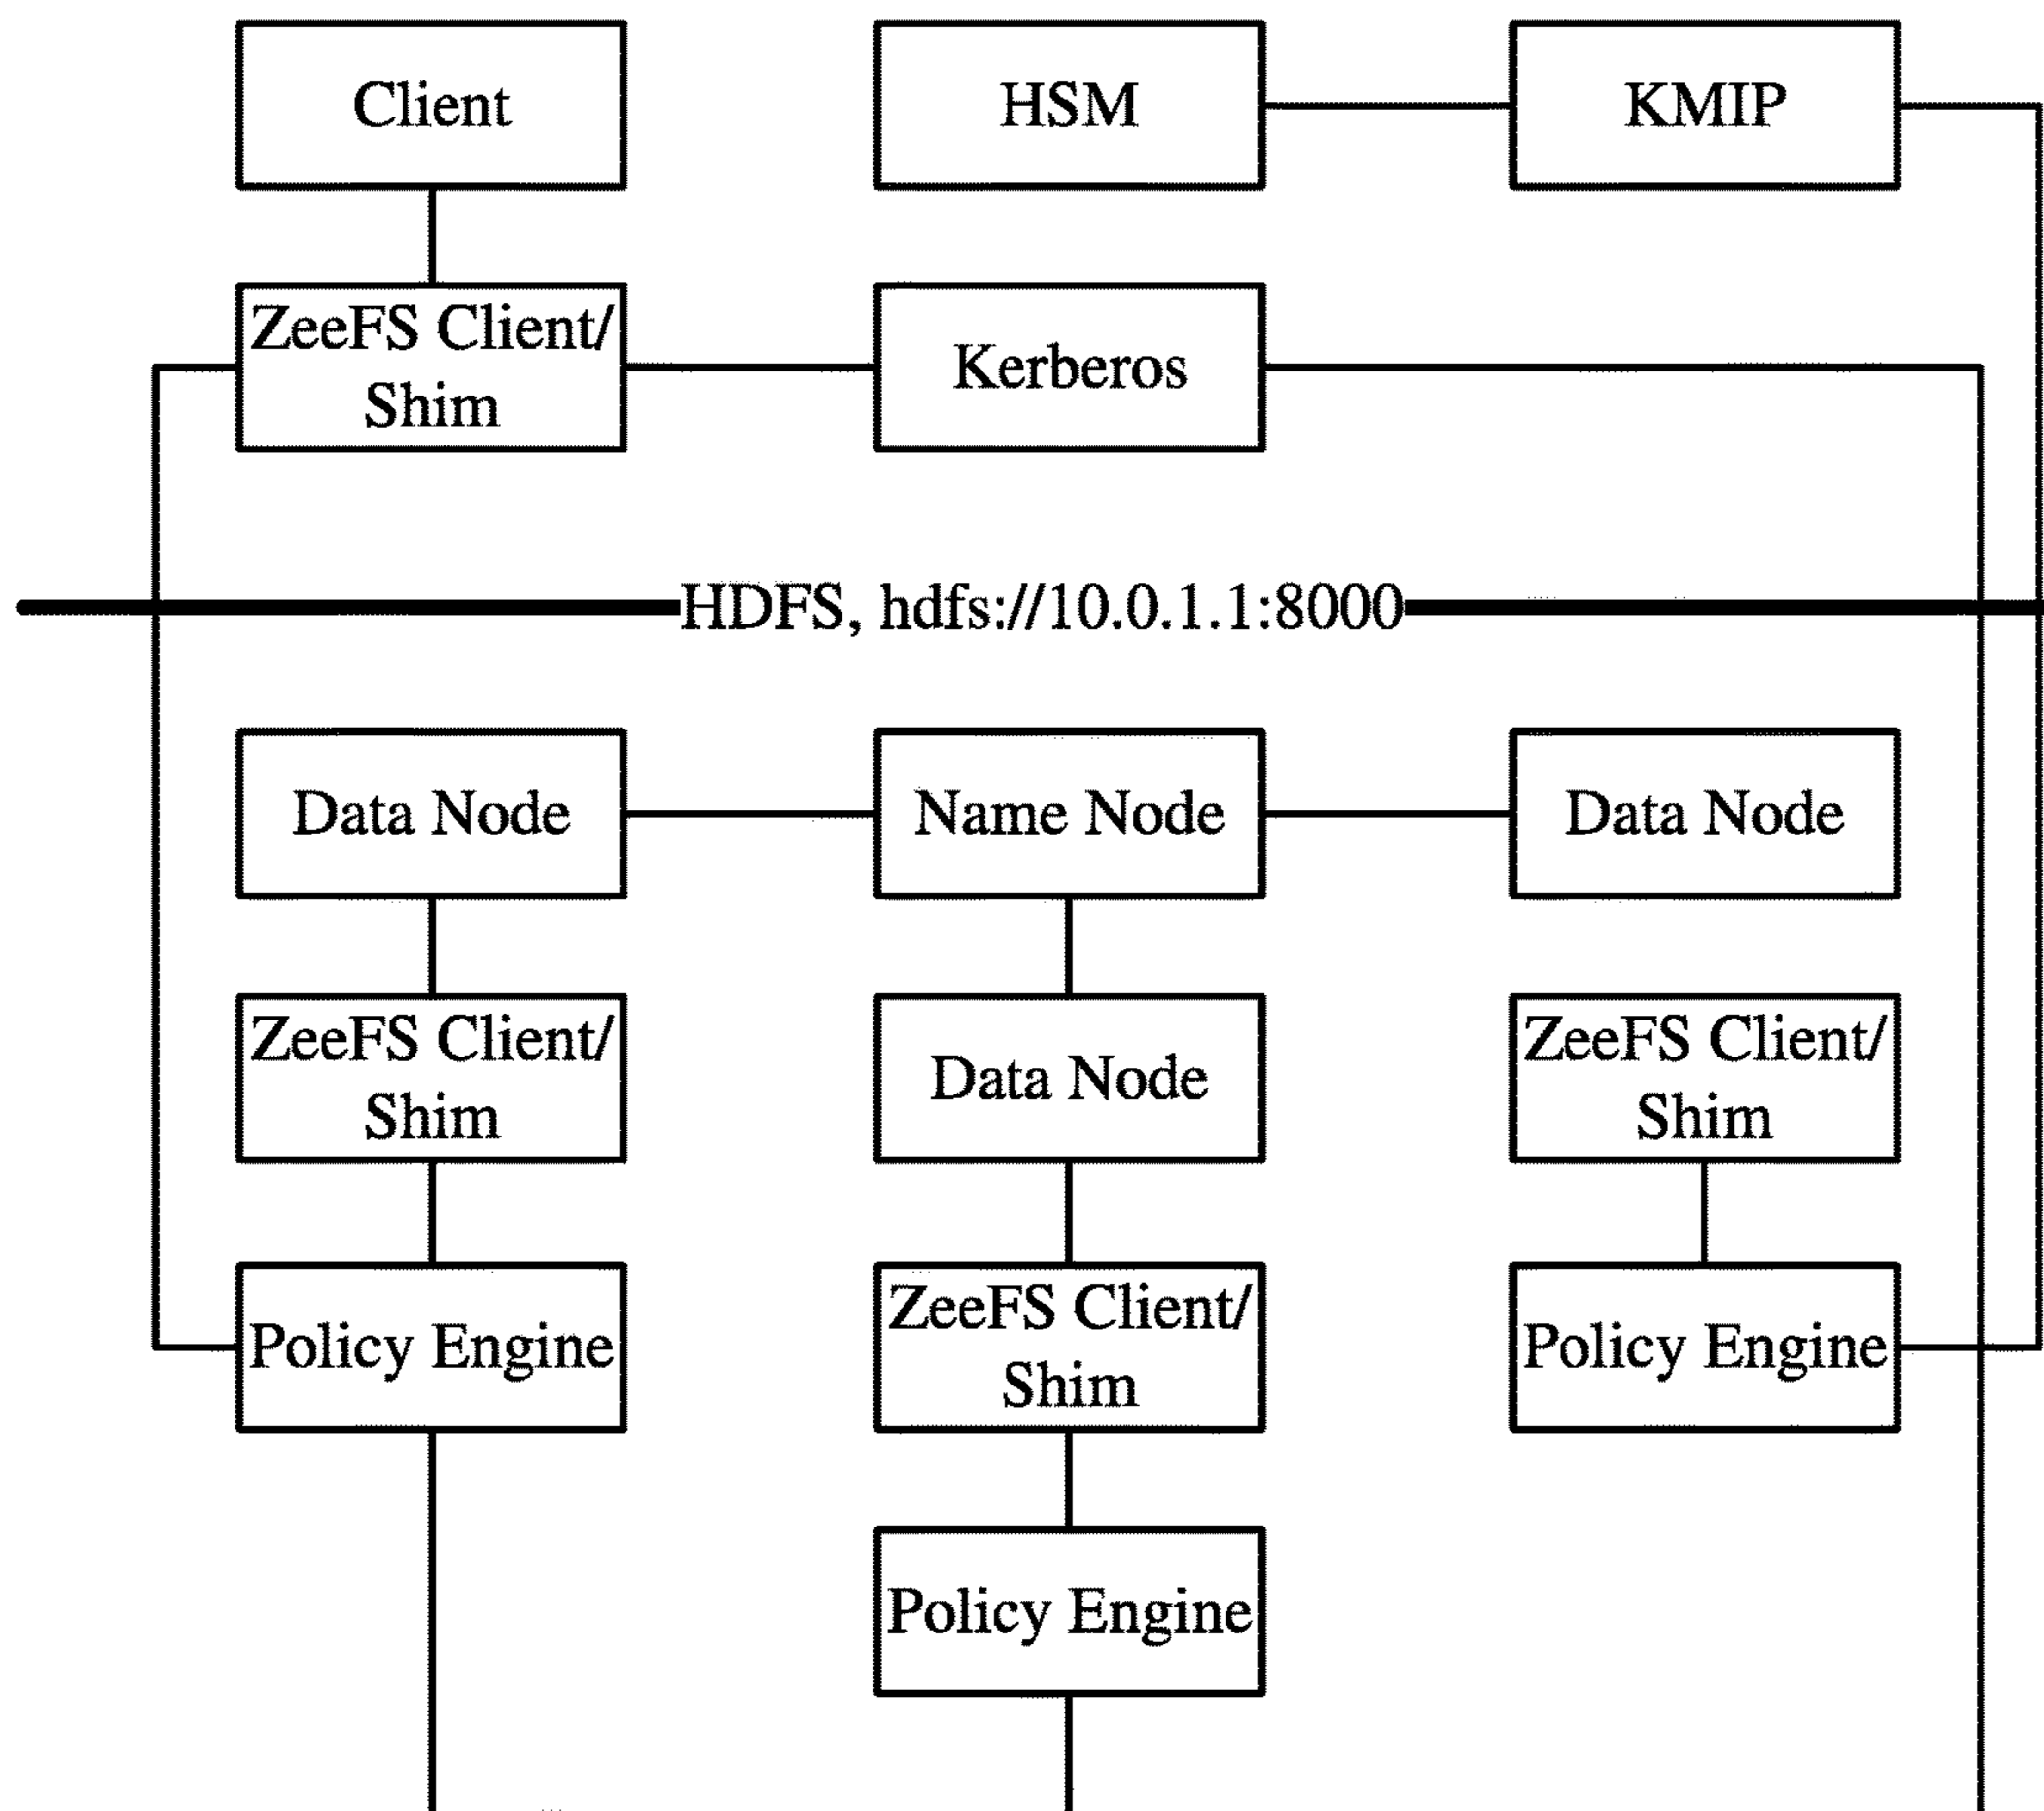 Client
HSM
KMIP
ZeeFS Client/
Shim
Kerberos
HDFS, hdfs://10.0.1.1:8000
Data Node
Name Node
Data Node
ZeeFS Client/
Shim
Data Node
ZeeFS Client/
Shim
Policy Engine
ZeeFS Client/
Shim
Policy Engine
Policy Engine